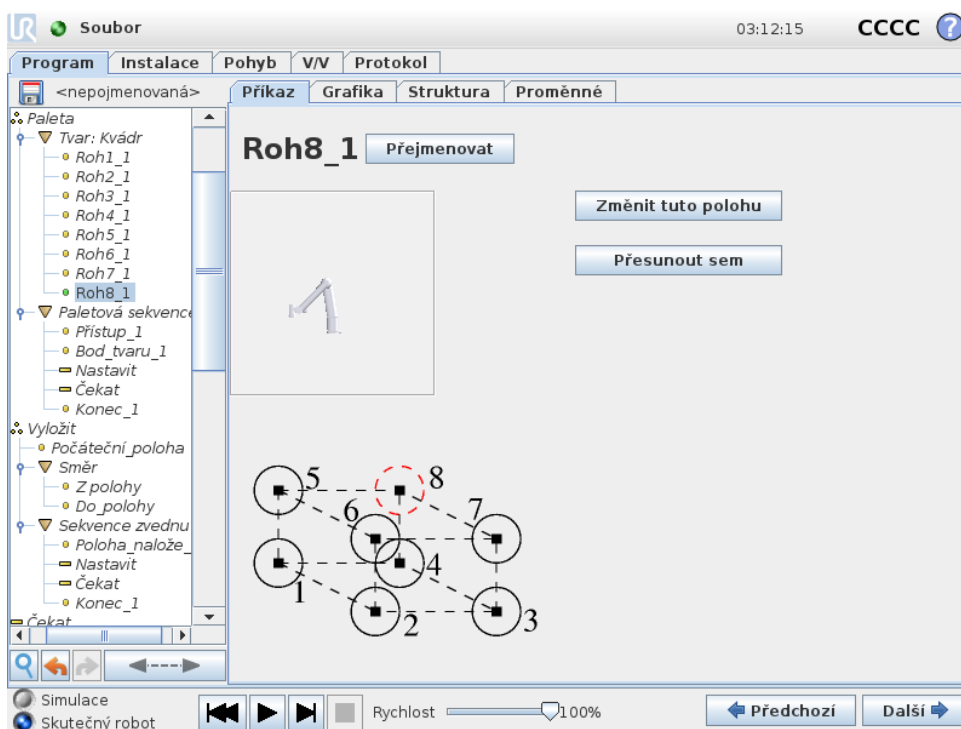 UR Soubor 03:12:15 CCCC ?
Program Instalace Pohyb V/V Protokol
<nepojmenovaná> Příkaz Grafika Struktura Proměnné
Paleta
Tvar: Kvádr
Roh1_1
Roh2_1
Roh3_1
Roh4_1
Roh5_1
Roh6_1
Roh7_1
Roh8_1
Paletová sekvence
Přístup_1
Bod_tvaru_1
Nastavit
Čekat
Konec_1
Vyložit
Počáteční_poloha
Směr
Z polohy
Do_polohy
Sekvence zvednu
Poloha_nalože_
Nastavit
Čekat
Konec_1
Čekat
Roh8_1 Přejmenovat
Změnit tuto polohu
Přesunout sem
5 8
6 7
1 4
2 3
Simulace
Skutečný robot
Rychlost 100%
Předchozí Další